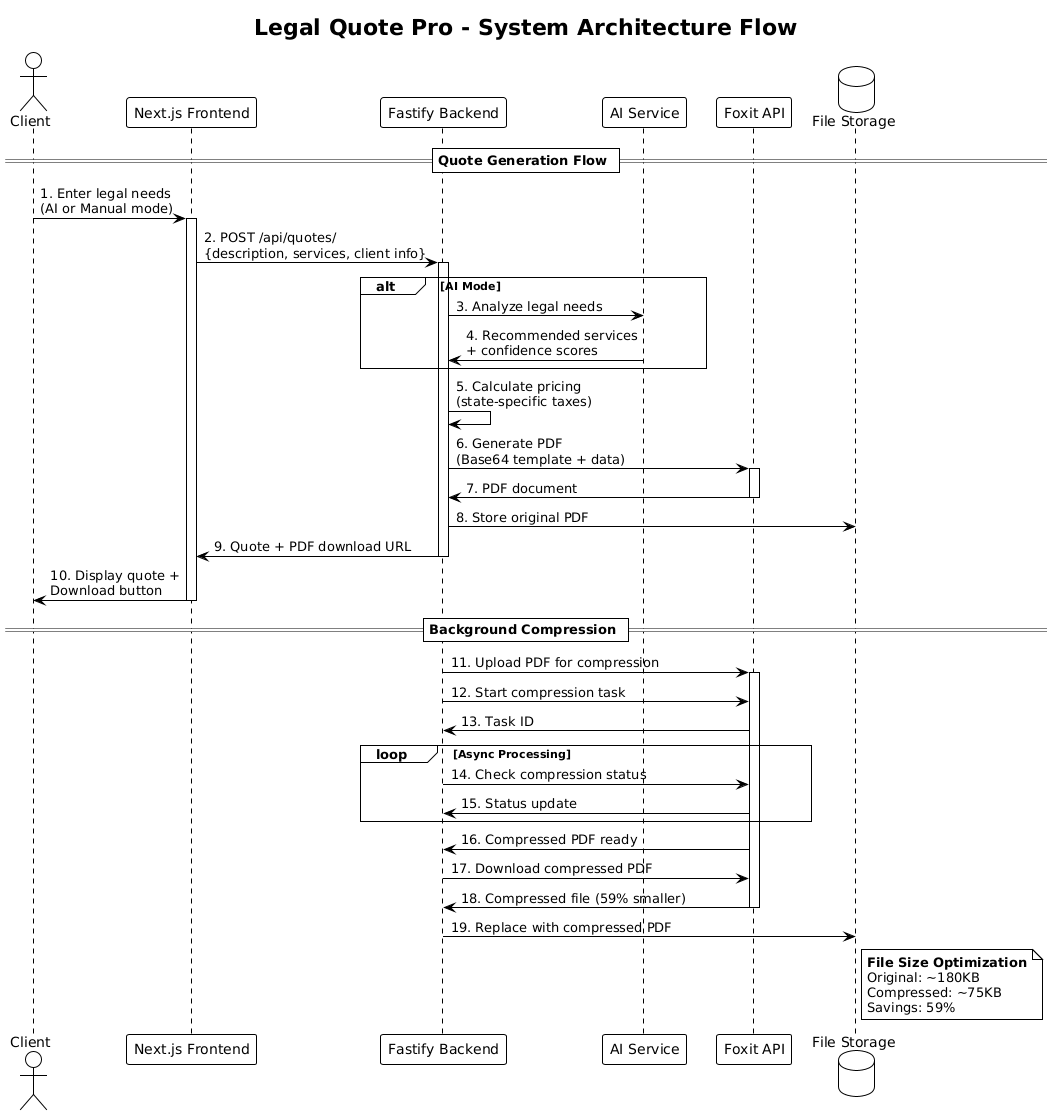 Legal Quote Pro - System Architecture Flow
Client
Next.js Frontend
Fastify Backend
AI Service
Foxit API
File Storage
Quote Generation Flow
1. Enter legal needs
(AI or Manual mode)
2. POST /api/quotes/
{description, services, client info}
alt
[AI Mode]
3. Analyze legal needs
4. Recommended services
+ confidence scores
5. Calculate pricing
(state-specific taxes)
6. Generate PDF
(Base64 template + data)
7. PDF document
8. Store original PDF
9. Quote + PDF download URL
10. Display quote +
Download button
Background Compression
11. Upload PDF for compression
12. Start compression task
13. Task ID
loop
[Async Processing]
14. Check compression status
15. Status update
16. Compressed PDF ready
17. Download compressed PDF
18. Compressed file (59% smaller)
19. Replace with compressed PDF
File Size Optimization
Original: ~180KB
Compressed: ~75KB
Savings: 59%
Client
Next.js Frontend
Fastify Backend
AI Service
Foxit API
File Storage